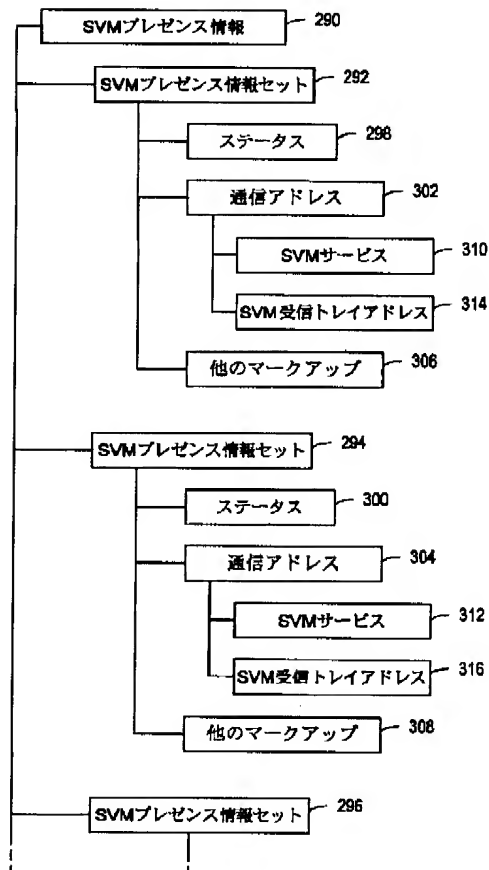 SVMプレゼンス情報 290
SVMプレゼンス情報セット 292
ステータス 298
通信アドレス 302
SVMサービス 310
SVM受信トレイアドレス 314
他のマークアップ 306
SVMプレゼンス情報セット 294
ステータス 300
通信アドレス 304
SVMサービス 312
SVM受信トレイアドレス 316
他のマークアップ 308
SVMプレゼンス情報セット 296